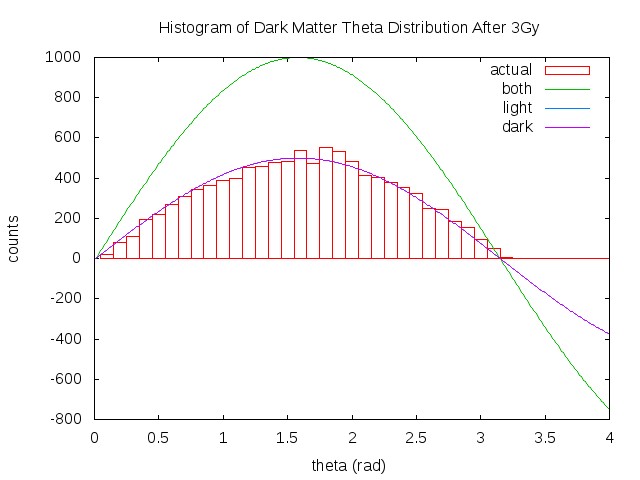 Histogram of Dark Matter Theta Distribution After 3Gy
1000
800
600
400
200
0
-200
-400
-600
-800
counts
actual
both
light
dark
0 0.5 1 1.5 2 2.5 3 3.5 4
theta (rad)